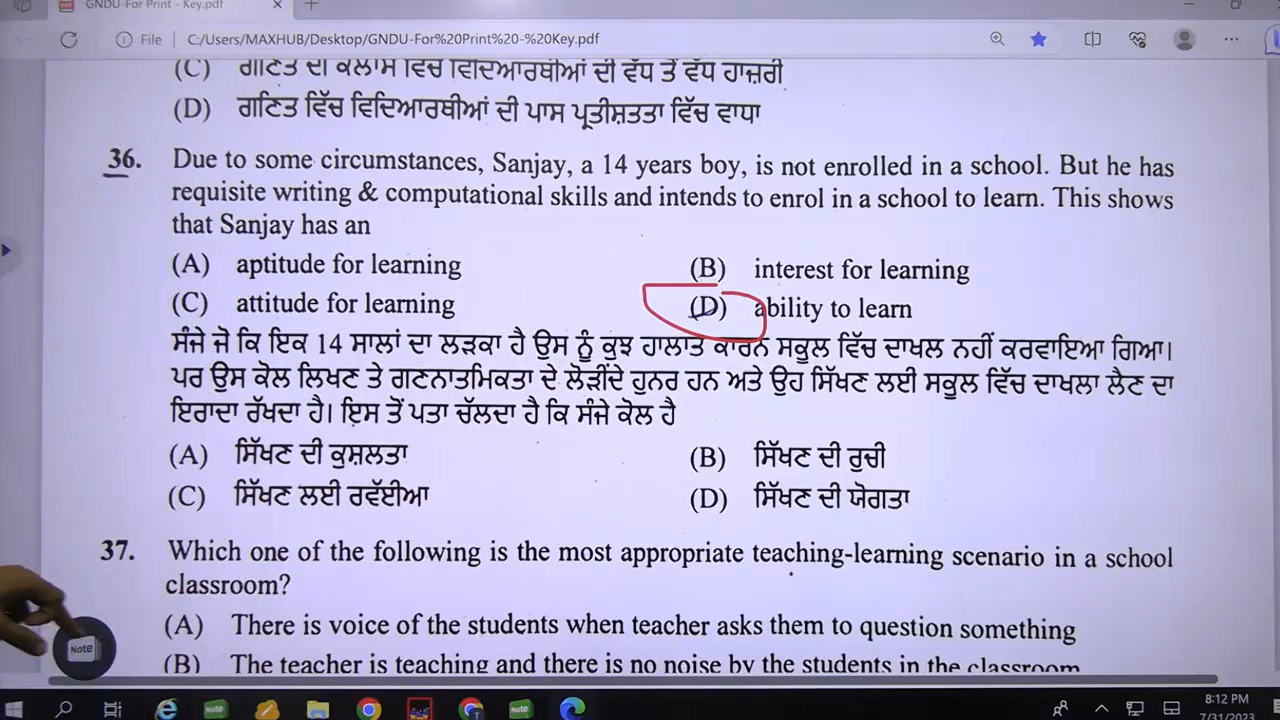 GNDU-For Print - Key.pdf
File C:/Users/MAXHUB/Desktop/GNDU-For%20Print%20-%20Key.pdf
(C) ਗਣਿਤ ਦੀ ਕਲਾਸ ਵਿੱਚ ਵਿਦਿਆਰਥੀਆਂ ਦੀ ਵੱਧ ਤੋਂ ਵੱਧ ਹਾਜ਼ਰੀ
(D) ਗਣਿਤ ਵਿੱਚ ਵਿਦਿਆਰਥੀਆਂ ਦੀ ਪਾਸ ਪ੍ਰਤੀਸ਼ਤਤਾ ਵਿੱਚ ਵਾਧਾ
36. Due to some circumstances, Sanjay, a 14 years boy, is not enrolled in a school. But he has
requisite writing & computational skills and intends to enrol in a school to learn. This shows
that Sanjay has an
(A) aptitude for learning (B) interest for learning
(C) attitude for learning (D) ability to learn
ਸੰਜੇ ਜੋ ਕਿ ਇਕ 14 ਸਾਲਾਂ ਦਾ ਲੜਕਾ ਹੈ ਉਸ ਨੂੰ ਕੁਝ ਹਾਲਾਤ ਕਾਰਨ ਸਕੂਲ ਵਿੱਚ ਦਾਖਲ ਨਹੀਂ ਕਰਵਾਇਆ ਗਿਆ।
ਪਰ ਉਸ ਕੋਲ ਲਿਖਣ ਤੇ ਗਣਨਾਤਮਿਕਤਾ ਦੇ ਲੋੜੀਂਦੇ ਹੁਨਰ ਹਨ ਅਤੇ ਉਹ ਸਿੱਖਣ ਲਈ ਸਕੂਲ ਵਿੱਚ ਦਾਖਲਾ ਲੈਣ ਦਾ
ਇਰਾਦਾ ਰੱਖਦਾ ਹੈ। ਇਸ ਤੋਂ ਪਤਾ ਚੱਲਦਾ ਹੈ ਕਿ ਸੰਜੇ ਕੋਲ ਹੈ
(A) ਸਿੱਖਣ ਦੀ ਕੁਸ਼ਲਤਾ (B) ਸਿੱਖਣ ਦੀ ਰੁਚੀ
(C) ਸਿੱਖਣ ਲਈ ਰਵੱਈਆ (D) ਸਿੱਖਣ ਦੀ ਯੋਗਤਾ
37. Which one of the following is the most appropriate teaching-learning scenario in a school
classroom?
(A) There is voice of the students when teacher asks them to question something
(B) The teacher is teaching and there is no noise by the students in the classroom
Note
Note Note
8:12 PM
7/31/2023